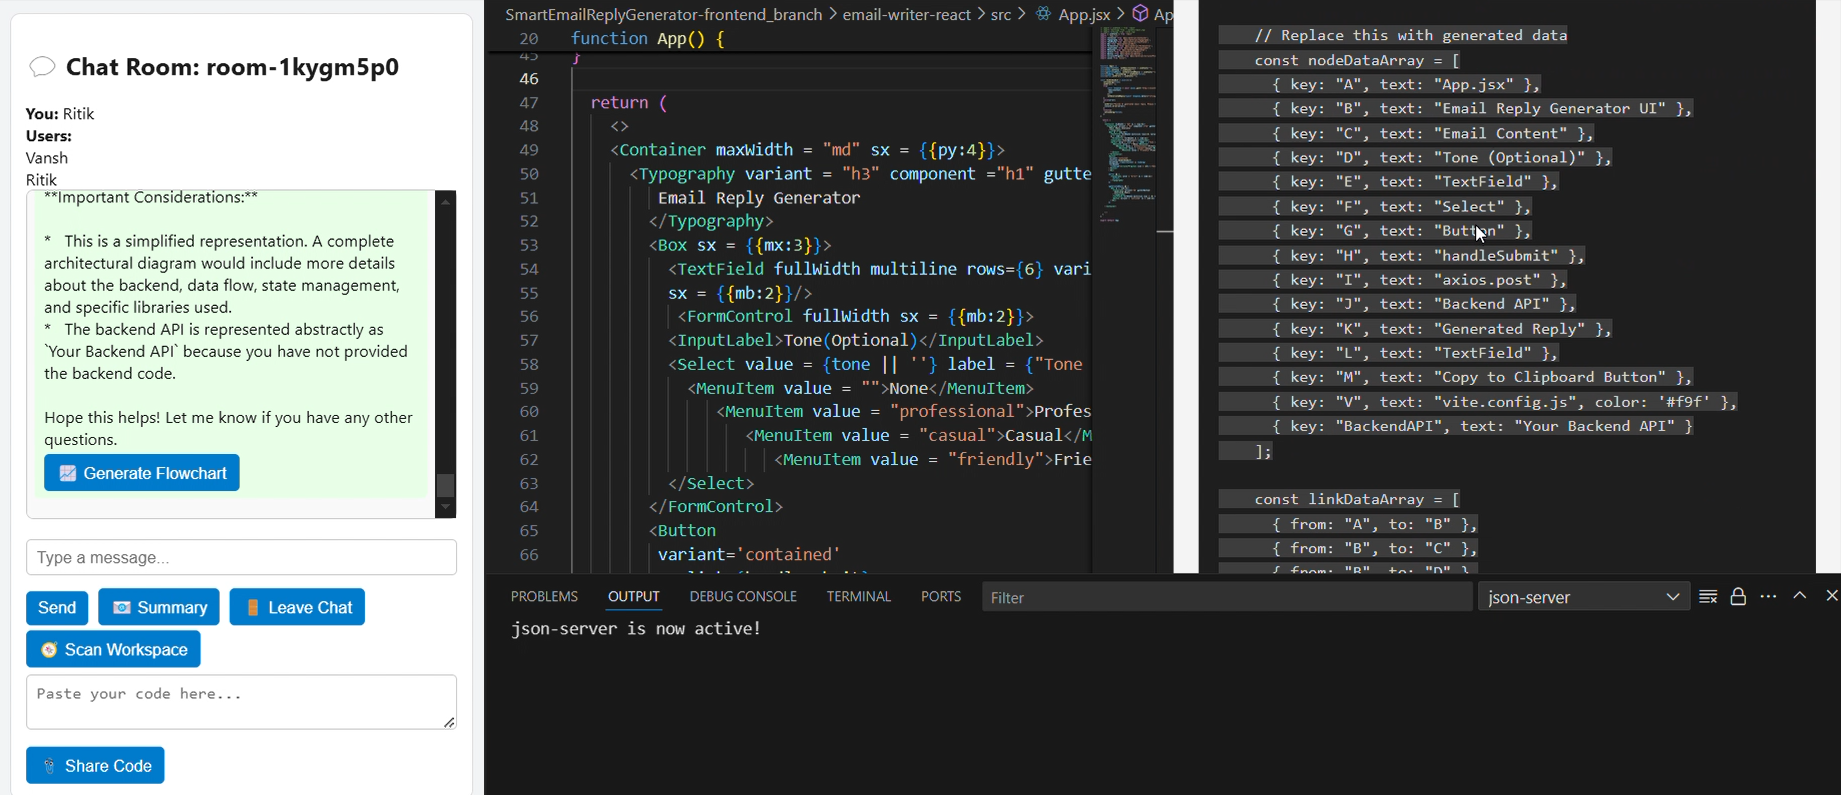 Chat Room: room-1kygm5p0
You: Ritik
Users:
Vansh
Ritik
**Important Considerations:**
* This is a simplified representation. A complete
architectural diagram would include more details
about the backend, data flow, state management,
and specific libraries used.
* The backend API is represented abstractly as
`Your Backend API` because you have not provided
the backend code.
Hope this helps! Let me know if you have any other
questions.
Generate Flowchart
Type a message...
Send
Summary
Leave Chat
Scan Workspace
Paste your code here...
Share Code
SmartEmailReplyGenerator-frontend_branch > email-writer-react > src > App.jsx > Ap
20 function App() {
45 }
46
47 return (
48 <>
49 <Container maxWidth = "md" sx = {{py:4}}>
50 <Typography variant = "h3" component ="h1" gutte
51 Email Reply Generator
52 </Typography>
53 <Box sx = {{mx:3}}>
54 <TextField fullWidth multiline rows={6} vari
55 sx = {{mb:2}}/>
56 <FormControl fullWidth sx = {{mb:2}}>
57 <InputLabel>Tone(Optional)</InputLabel>
58 <Select value = {tone || ''} label = {"Tone
59 <MenuItem value = "">None</MenuItem>
60 <MenuItem value = "professional">Profes
61 <MenuItem value = "casual">Casual</M
62 <MenuItem value = "friendly">Frie
63 </Select>
64 </FormControl>
65 <Button
66 variant='contained'
// Replace this with generated data
const nodeDataArray = [
{ key: "A", text: "App.jsx" },
{ key: "B", text: "Email Reply Generator UI" },
{ key: "C", text: "Email Content" },
{ key: "D", text: "Tone (Optional)" },
{ key: "E", text: "TextField" },
{ key: "F", text: "Select" },
{ key: "G", text: "Button" },
{ key: "H", text: "handleSubmit" },
{ key: "I", text: "axios.post" },
{ key: "J", text: "Backend API" },
{ key: "K", text: "Generated Reply" },
{ key: "L", text: "TextField" },
{ key: "M", text: "Copy to Clipboard Button" },
{ key: "V", text: "vite.config.js", color: '#f9f' },
{ key: "BackendAPI", text: "Your Backend API" }
];
const linkDataArray = [
{ from: "A", to: "B" },
{ from: "B", to: "C" },
{ from: "B", to: "D" },
PROBLEMS OUTPUT DEBUG CONSOLE TERMINAL PORTS Filter json-server
json-server is now active!